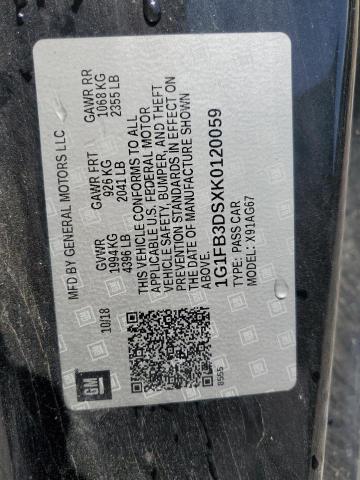 MFD BY GENERAL MOTORS LLC
10/18
GVWR
1994 KG
4396 LB
GAWR FRT
926 KG
2041 LB
GAWR RR
1068 KG
2355 LB
THIS VEHICLE CONFORMS TO ALL
APPLICABLE U.S. FEDERAL MOTOR
VEHICLE SAFETY, BUMPER, AND THEFT
PREVENTION STANDARDS IN EFFECT ON
THE DATE OF MANUFACTURE SHOWN
1G1FB3DSXK0120059
TYPE: PASS CAR
MODEL: X91AG67
8565
GM